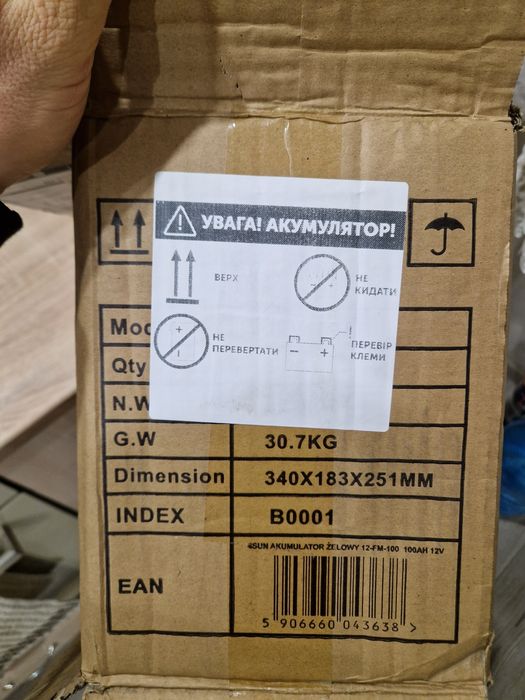 УВАГА! АКУМУЛЯТОР!
ВЕРХ
НЕ
КИДАТИ
НЕ
ПЕРЕВЕРТАТИ
ПЕРЕВІР
КЛЕМИ
Qty
N.W
G.W 30.7KG
Dimension 340X183X251MM
INDEX B0001
EAN
AKUMULATOR ŻELOWY 12-FM-100 100AH 12V
5 906660 043638 >